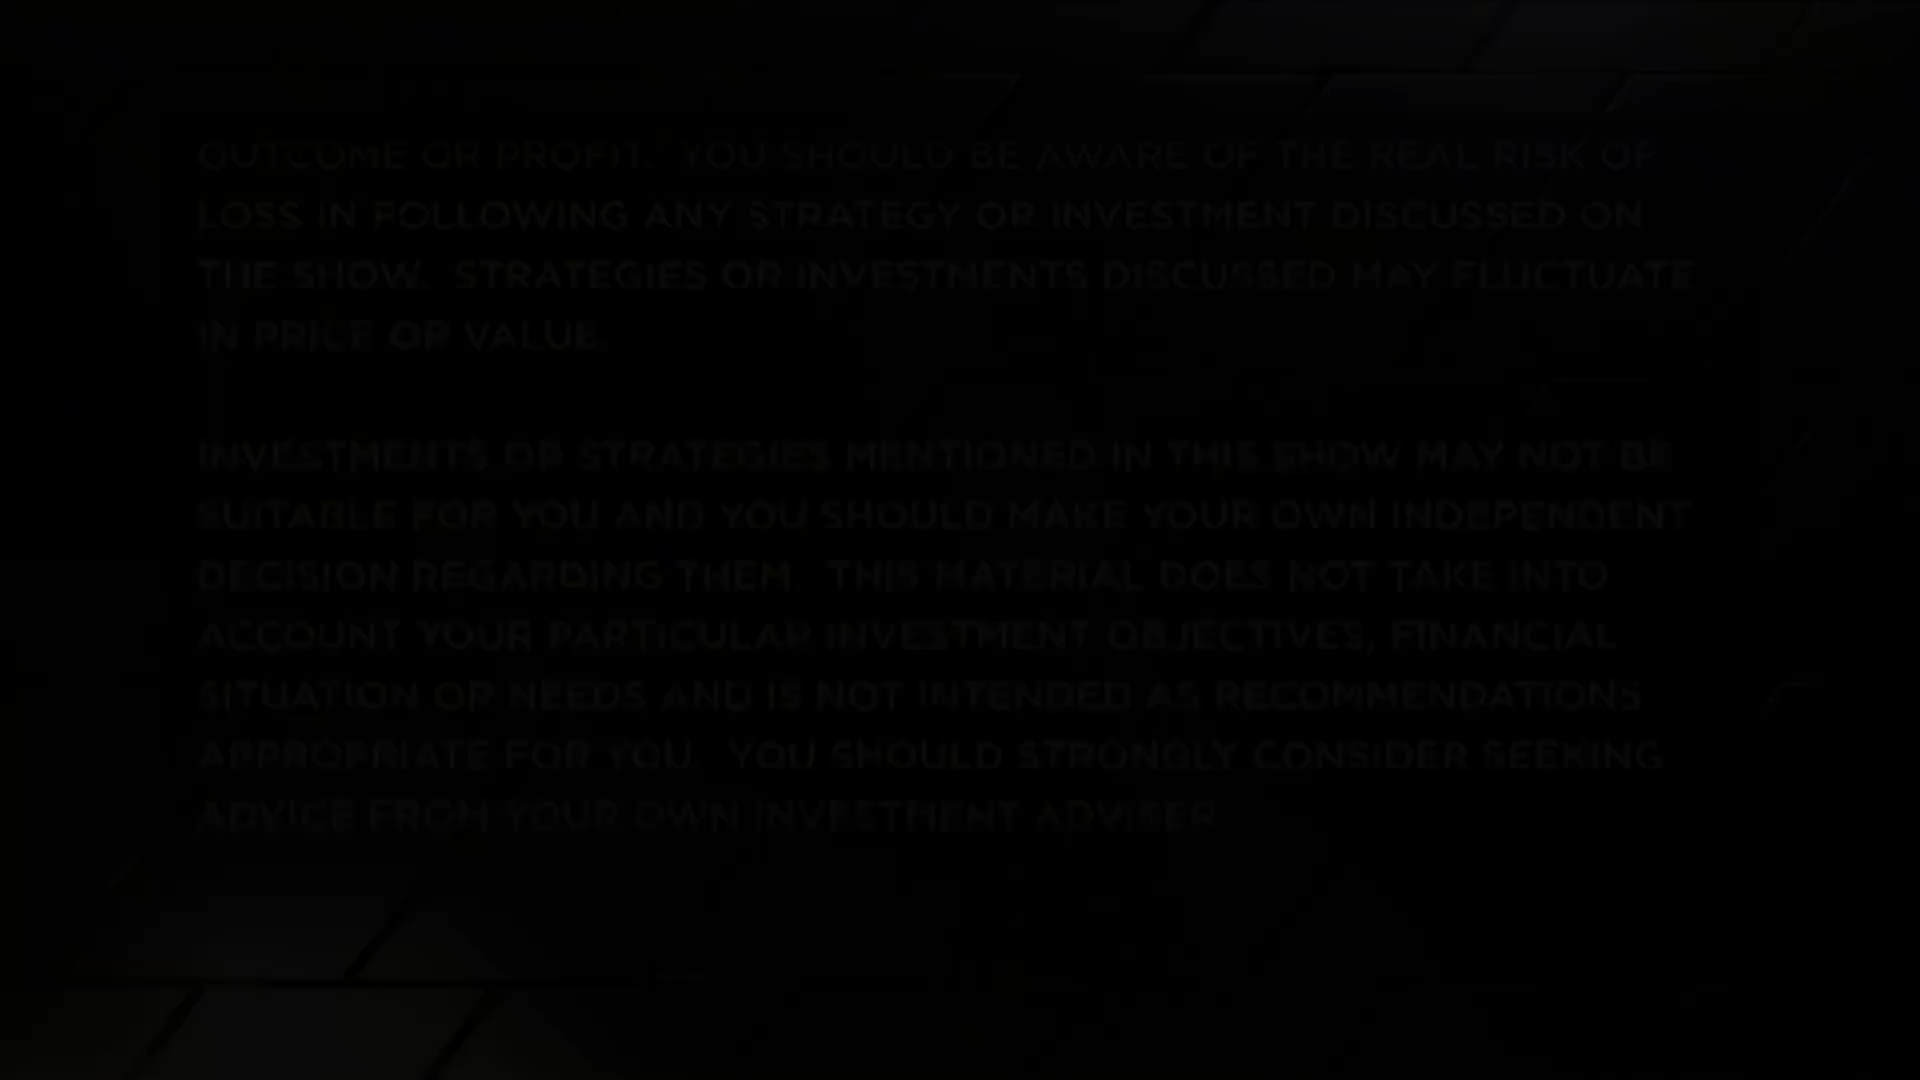 OUTCOME OR PROFIT. YOU SHOULD BE AWARE OF THE REAL RISK OF
LOSS IN FOLLOWING ANY STRATEGY OR INVESTMENT DISCUSSED ON
THE SHOW. STRATEGIES OR INVESTMENTS DISCUSSED MAY FLUCTUATE
IN PRICE OR VALUE.
INVESTMENTS OR STRATEGIES MENTIONED IN THIS SHOW MAY NOT BE
SUITABLE FOR YOU AND YOU SHOULD MAKE YOUR OWN INDEPENDENT
DECISION REGARDING THEM. THIS MATERIAL DOES NOT TAKE INTO
ACCOUNT YOUR PARTICULAR INVESTMENT OBJECTIVES, FINANCIAL
SITUATION OR NEEDS AND IS NOT INTENDED AS RECOMMENDATIONS
APPROPRIATE FOR YOU. YOU SHOULD STRONGLY CONSIDER SEEKING
ADVICE FROM YOUR OWN INVESTMENT ADVISER